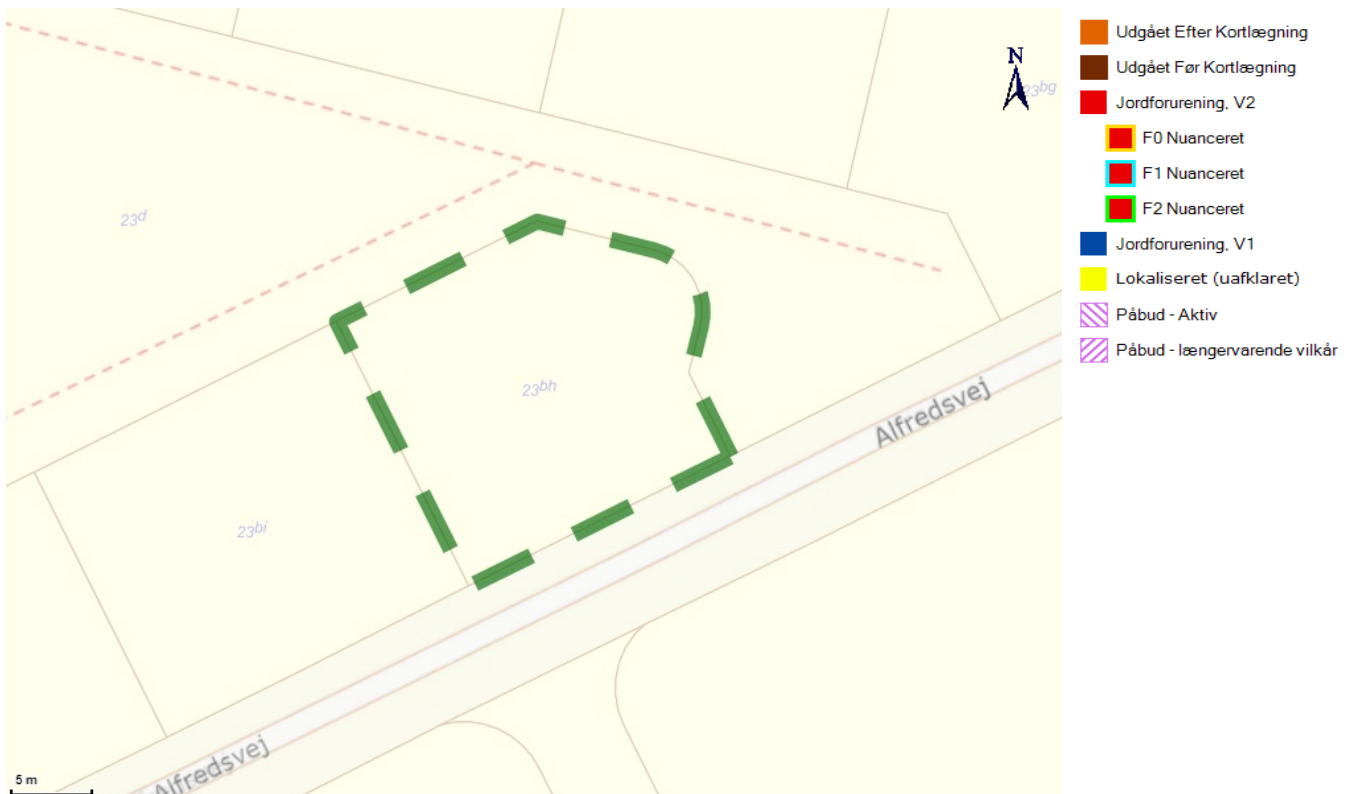 N
23bg
23d
23bh
23bi
Alfredsvej
Alfredsvej
5 m
Udgået Efter Kortlægning
Udgået Før Kortlægning
Jordforurening, V2
F0 Nuanceret
F1 Nuanceret
F2 Nuanceret
Jordforurening, V1
Lokaliseret (uafklaret)
Påbud - Aktiv
Påbud - længervarende vilkår